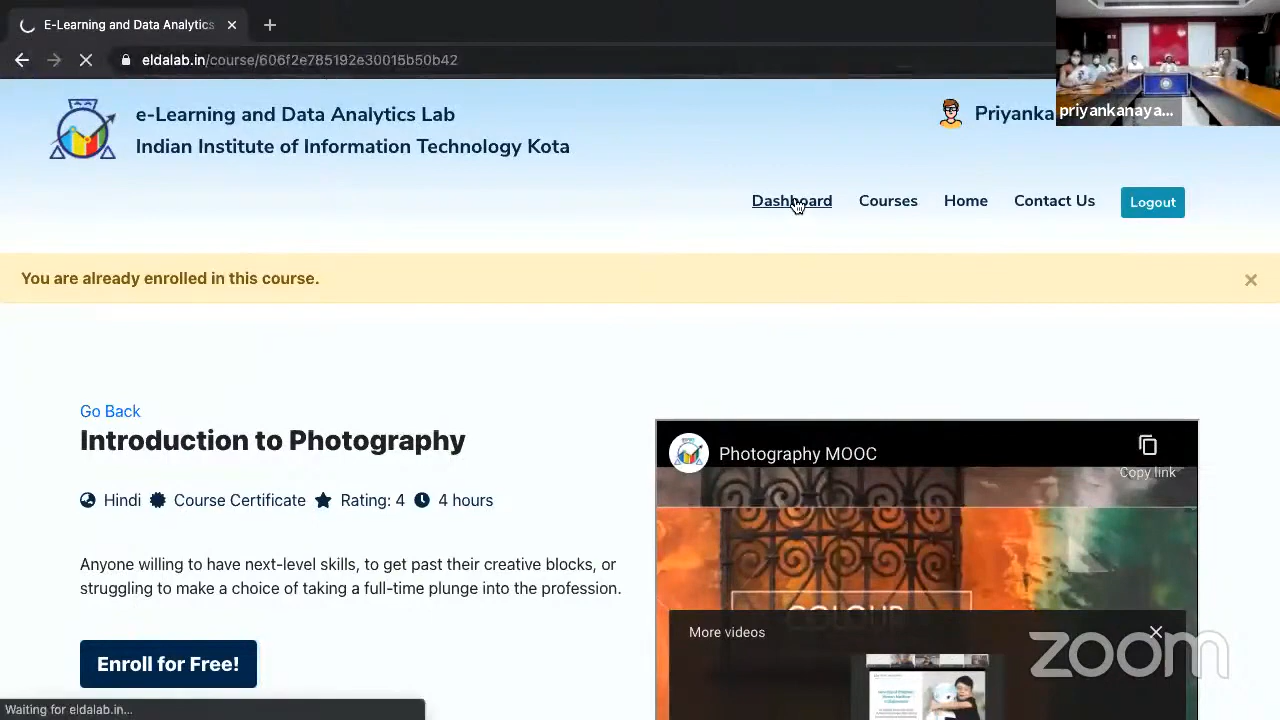 E-Learning and Data Analytics
eldalab.in/course/606f2e785192e30015b50b42
priyankanaya...
e-Learning and Data Analytics Lab
Priyanka
Indian Institute of Information Technology Kota
Dashboard Courses Home Contact Us Logout
You are already enrolled in this course.
Go Back
Introduction to Photography
Photography MOOC
Copy link
Hindi Course Certificate Rating: 4 4 hours
Anyone willing to have next-level skills, to get past their creative blocks, or
struggling to make a choice of taking a full-time plunge into the profession.
COLOUR
More videos
Enroll for Free!
zoom
Waiting for eldalab.in...